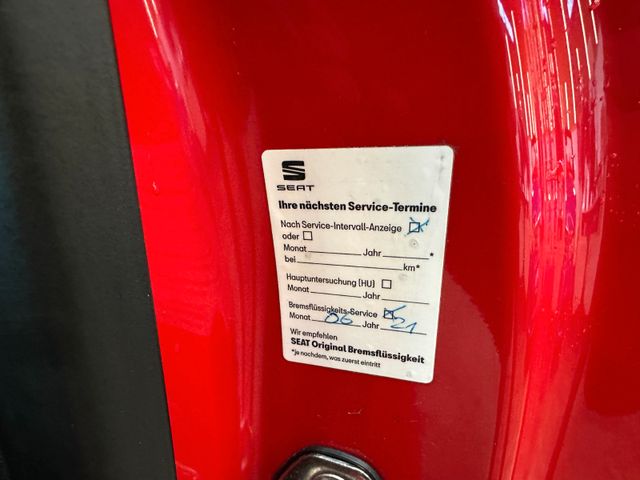 SEAT
Ihre nächsten Service-Termine
Nach Service-Intervall-Anzeige
oder
Monat Jahr *
bei km*
Hauptuntersuchung (HU)
Monat Jahr
Bremsflüssigkeits-Service
Monat 06 Jahr 21
Wir empfehlen
SEAT Original Bremsflüssigkeit
*je nachdem, was zuerst eintritt